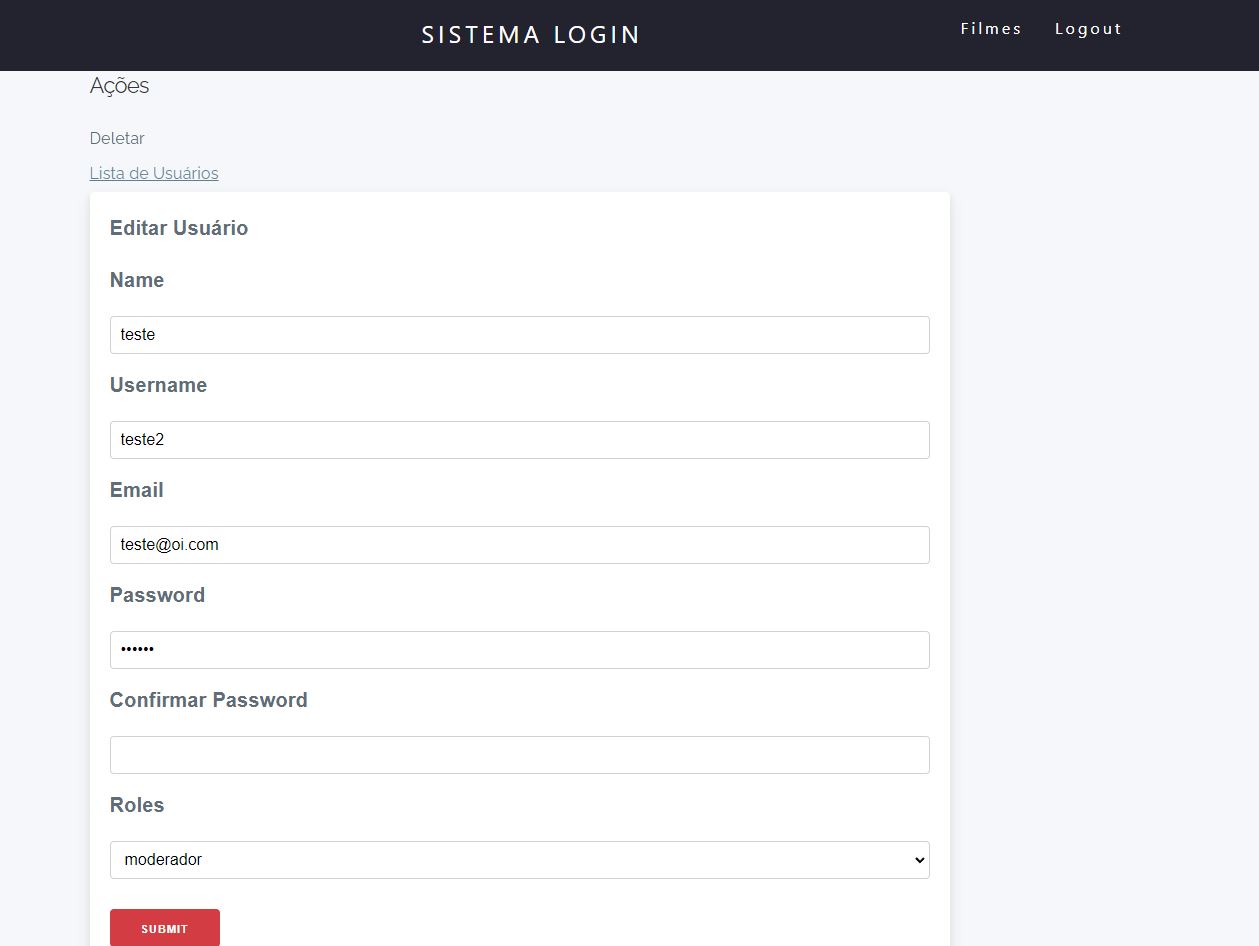 SISTEMA LOGIN
Filmes
Logout
Ações
Deletar
Lista de Usuários
Editar Usuário
Name
teste
Username
teste2
Email
teste@oi.com
Password
••••••
Confirmar Password
Roles
moderador
SUBMIT